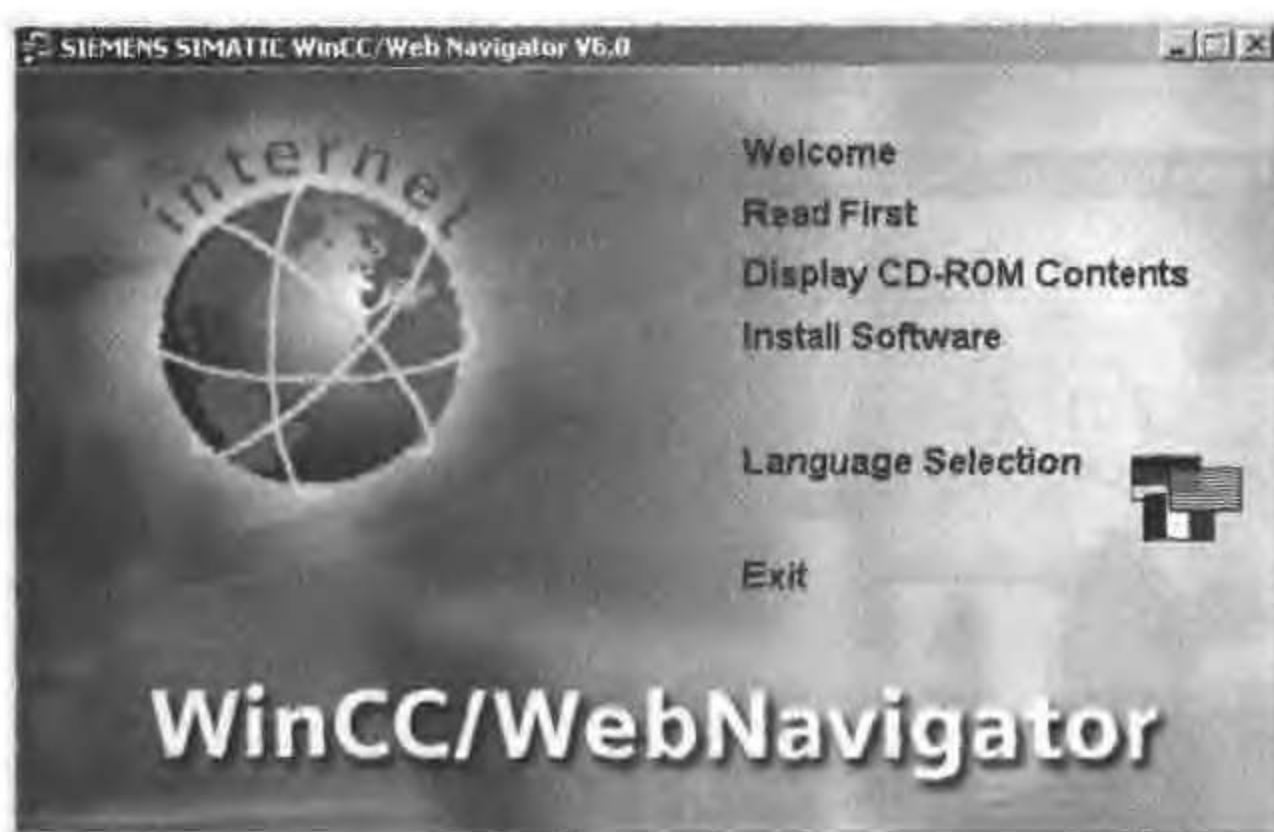 SIEMENS SIMATIC WinCC/Web Navigator V6.0
internet
Welcome
Read First
Display CD-ROM Contents
Install Software
Language Selection
Exit
WinCC/WebNavigator